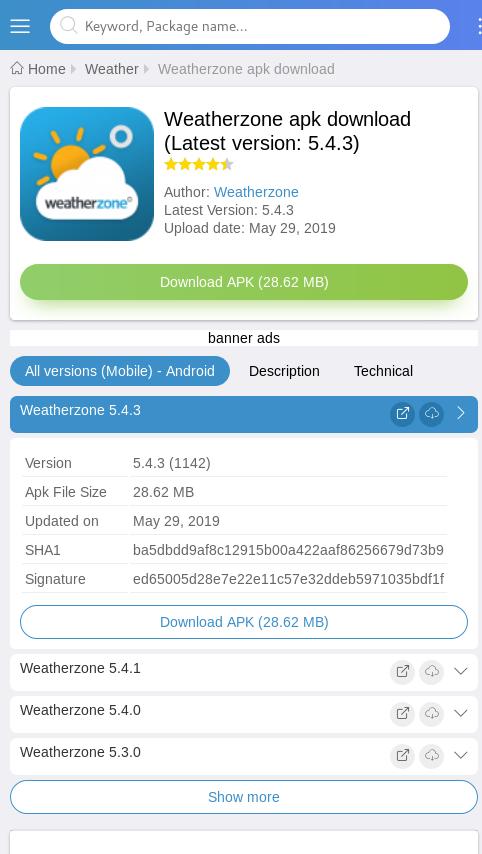 Keyword, Package name...
Home Weather Weatherzone apk download
weatherzone
Weatherzone apk download
(Latest version: 5.4.3)
Author: Weatherzone
Latest Version: 5.4.3
Upload date: May 29, 2019
Download APK (28.62 MB)
banner ads
All versions (Mobile) - Android Description Technical
Weatherzone 5.4.3
Version 5.4.3 (1142)
Apk File Size 28.62 MB
Updated on May 29, 2019
SHA1 ba5dbdd9af8c12915b00a422aaf86256679d73b9
Signature ed65005d28e7e22e11c57e32ddeb5971035bdf1f
Download APK (28.62 MB)
Weatherzone 5.4.1
Weatherzone 5.4.0
Weatherzone 5.3.0
Show more